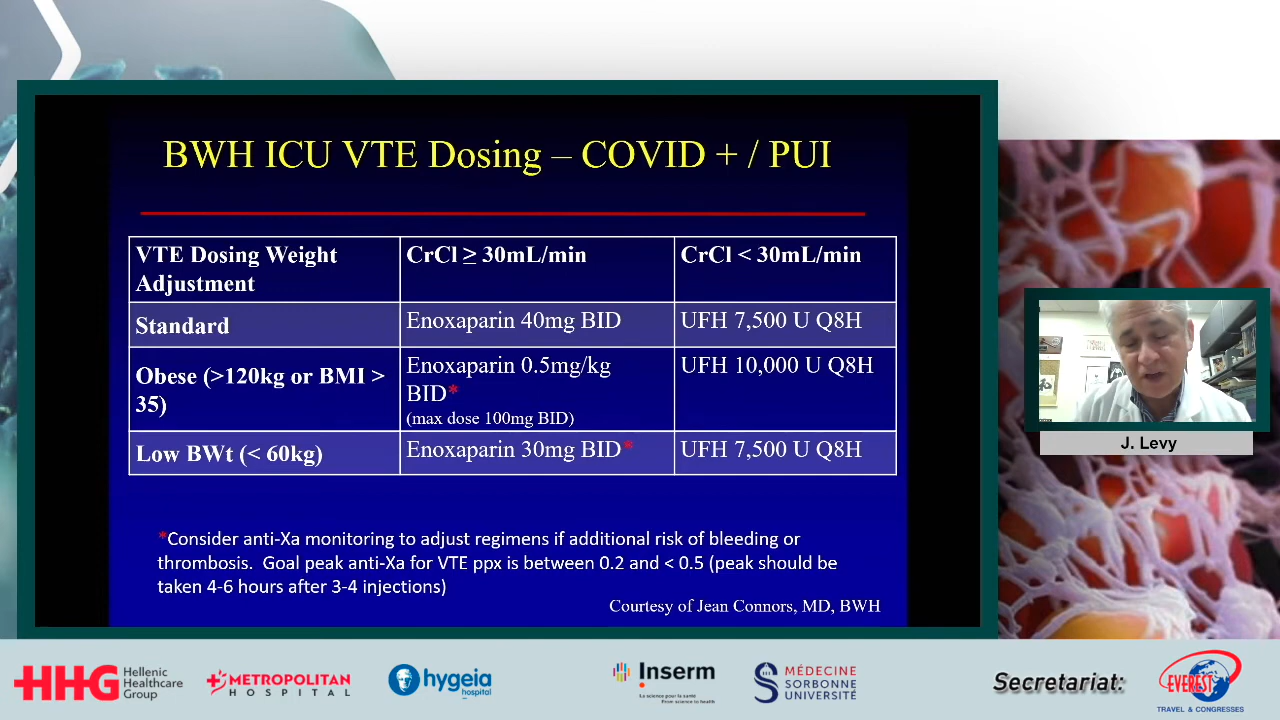 BWH ICU VTE Dosing – COVID + / PUI
VTE Dosing Weight
Adjustment
CrCl ≥ 30mL/min
CrCl < 30mL/min
Standard
Enoxaparin 40mg BID
UFH 7,500 U Q8H
Obese (>120kg or BMI >
35)
Enoxaparin 0.5mg/kg
BID*
(max dose 100mg BID)
UFH 10,000 U Q8H
Low BWt (< 60kg)
Enoxaparin 30mg BID*
UFH 7,500 U Q8H
*Consider anti-Xa monitoring to adjust regimens if additional risk of bleeding or
thrombosis. Goal peak anti-Xa for VTE ppx is between 0.2 and < 0.5 (peak should be
taken 4-6 hours after 3-4 injections)
Courtesy of Jean Connors, MD, BWH
J. Levy
HHG
Hellenic
Healthcare
Group
METROPOLITAN
HOSPITAL
hygeia
hospital
Inserm
La science pour la santé
From science to health
MÉDECINE
SORBONNE
UNIVERSITÉ
Secretariat:
EVEREST
TRAVEL & CONGRESSES